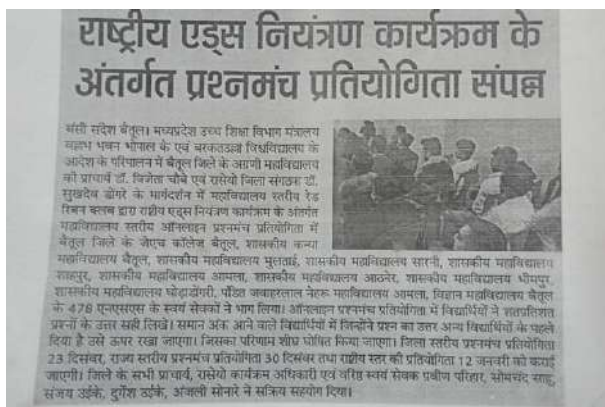 राष्ट्रीय एड्स नियंत्रण कार्यक्रम के
अंतर्गत प्रश्नमंच प्रतियोगिता संपन्न
बैतूल। मध्यप्रदेश उच्च शिक्षा विभाग मंत्रालय
वल्लभ भवन भोपाल के एवं बरकतउल्ला विश्वविद्यालय के
आदेश के परिपालन में बैतूल जिले के अग्रणी महाविद्यालय
की प्राचार्य डॉ. विजेता चौबे एवं रासेयो जिला संगठक डॉ.
सुखदेव डोंगरे के मार्गदर्शन में महाविद्यालय स्तरीय रेड
रिबन क्लब द्वारा राष्ट्रीय एड्स नियंत्रण कार्यक्रम के अंतर्गत
महाविद्यालय स्तरीय ऑनलाइन प्रश्नमंच प्रतियोगिता में
बैतूल जिले के जेएच कॉलेज बैतूल, शासकीय कन्या
महाविद्यालय बैतूल, शासकीय महाविद्यालय मुलताई, शासकीय महाविद्यालय सारनी, शासकीय महाविद्यालय
शाहपुर, शासकीय महाविद्यालय आमला, शासकीय महाविद्यालय आठनेर, शासकीय महाविद्यालय भीमपुर,
शासकीय महाविद्यालय घोड़ाडोंगरी, पंडित जवाहरलाल नेहरू महाविद्यालय आमला, विज्ञान महाविद्यालय बैतूल
के 478 एनएसएस के स्वयं सेवकों ने भाग लिया। ऑनलाइन प्रश्नमंच प्रतियोगिता में विद्यार्थियों ने शतप्रतिशत
प्रश्नों के उत्तर सही लिखे। समान अंक आने वाले विद्यार्थियों में जिन्होंने प्रश्न का उत्तर अन्य विद्यार्थियों के पहले
दिया है उसे ऊपर रखा जाएगा। जिसका परिणाम शीघ्र घोषित किया जाएगा। जिला स्तरीय प्रश्नमंच प्रतियोगिता
23 दिसंबर, राज्य स्तरीय प्रश्नमंच प्रतियोगिता 30 दिसंबर तथा राष्ट्रीय स्तर की प्रतियोगिता 12 जनवरी को कराई
जाएगी। जिले के सभी प्राचार्य, रासेयो कार्यक्रम अधिकारी एवं वरिष्ठ स्वयं सेवक प्रवीण परिहार, सोमचंद साहू,
संजय उईके, दुर्गेश उईके, अंजली सोनारे ने सक्रिय सहयोग दिया।